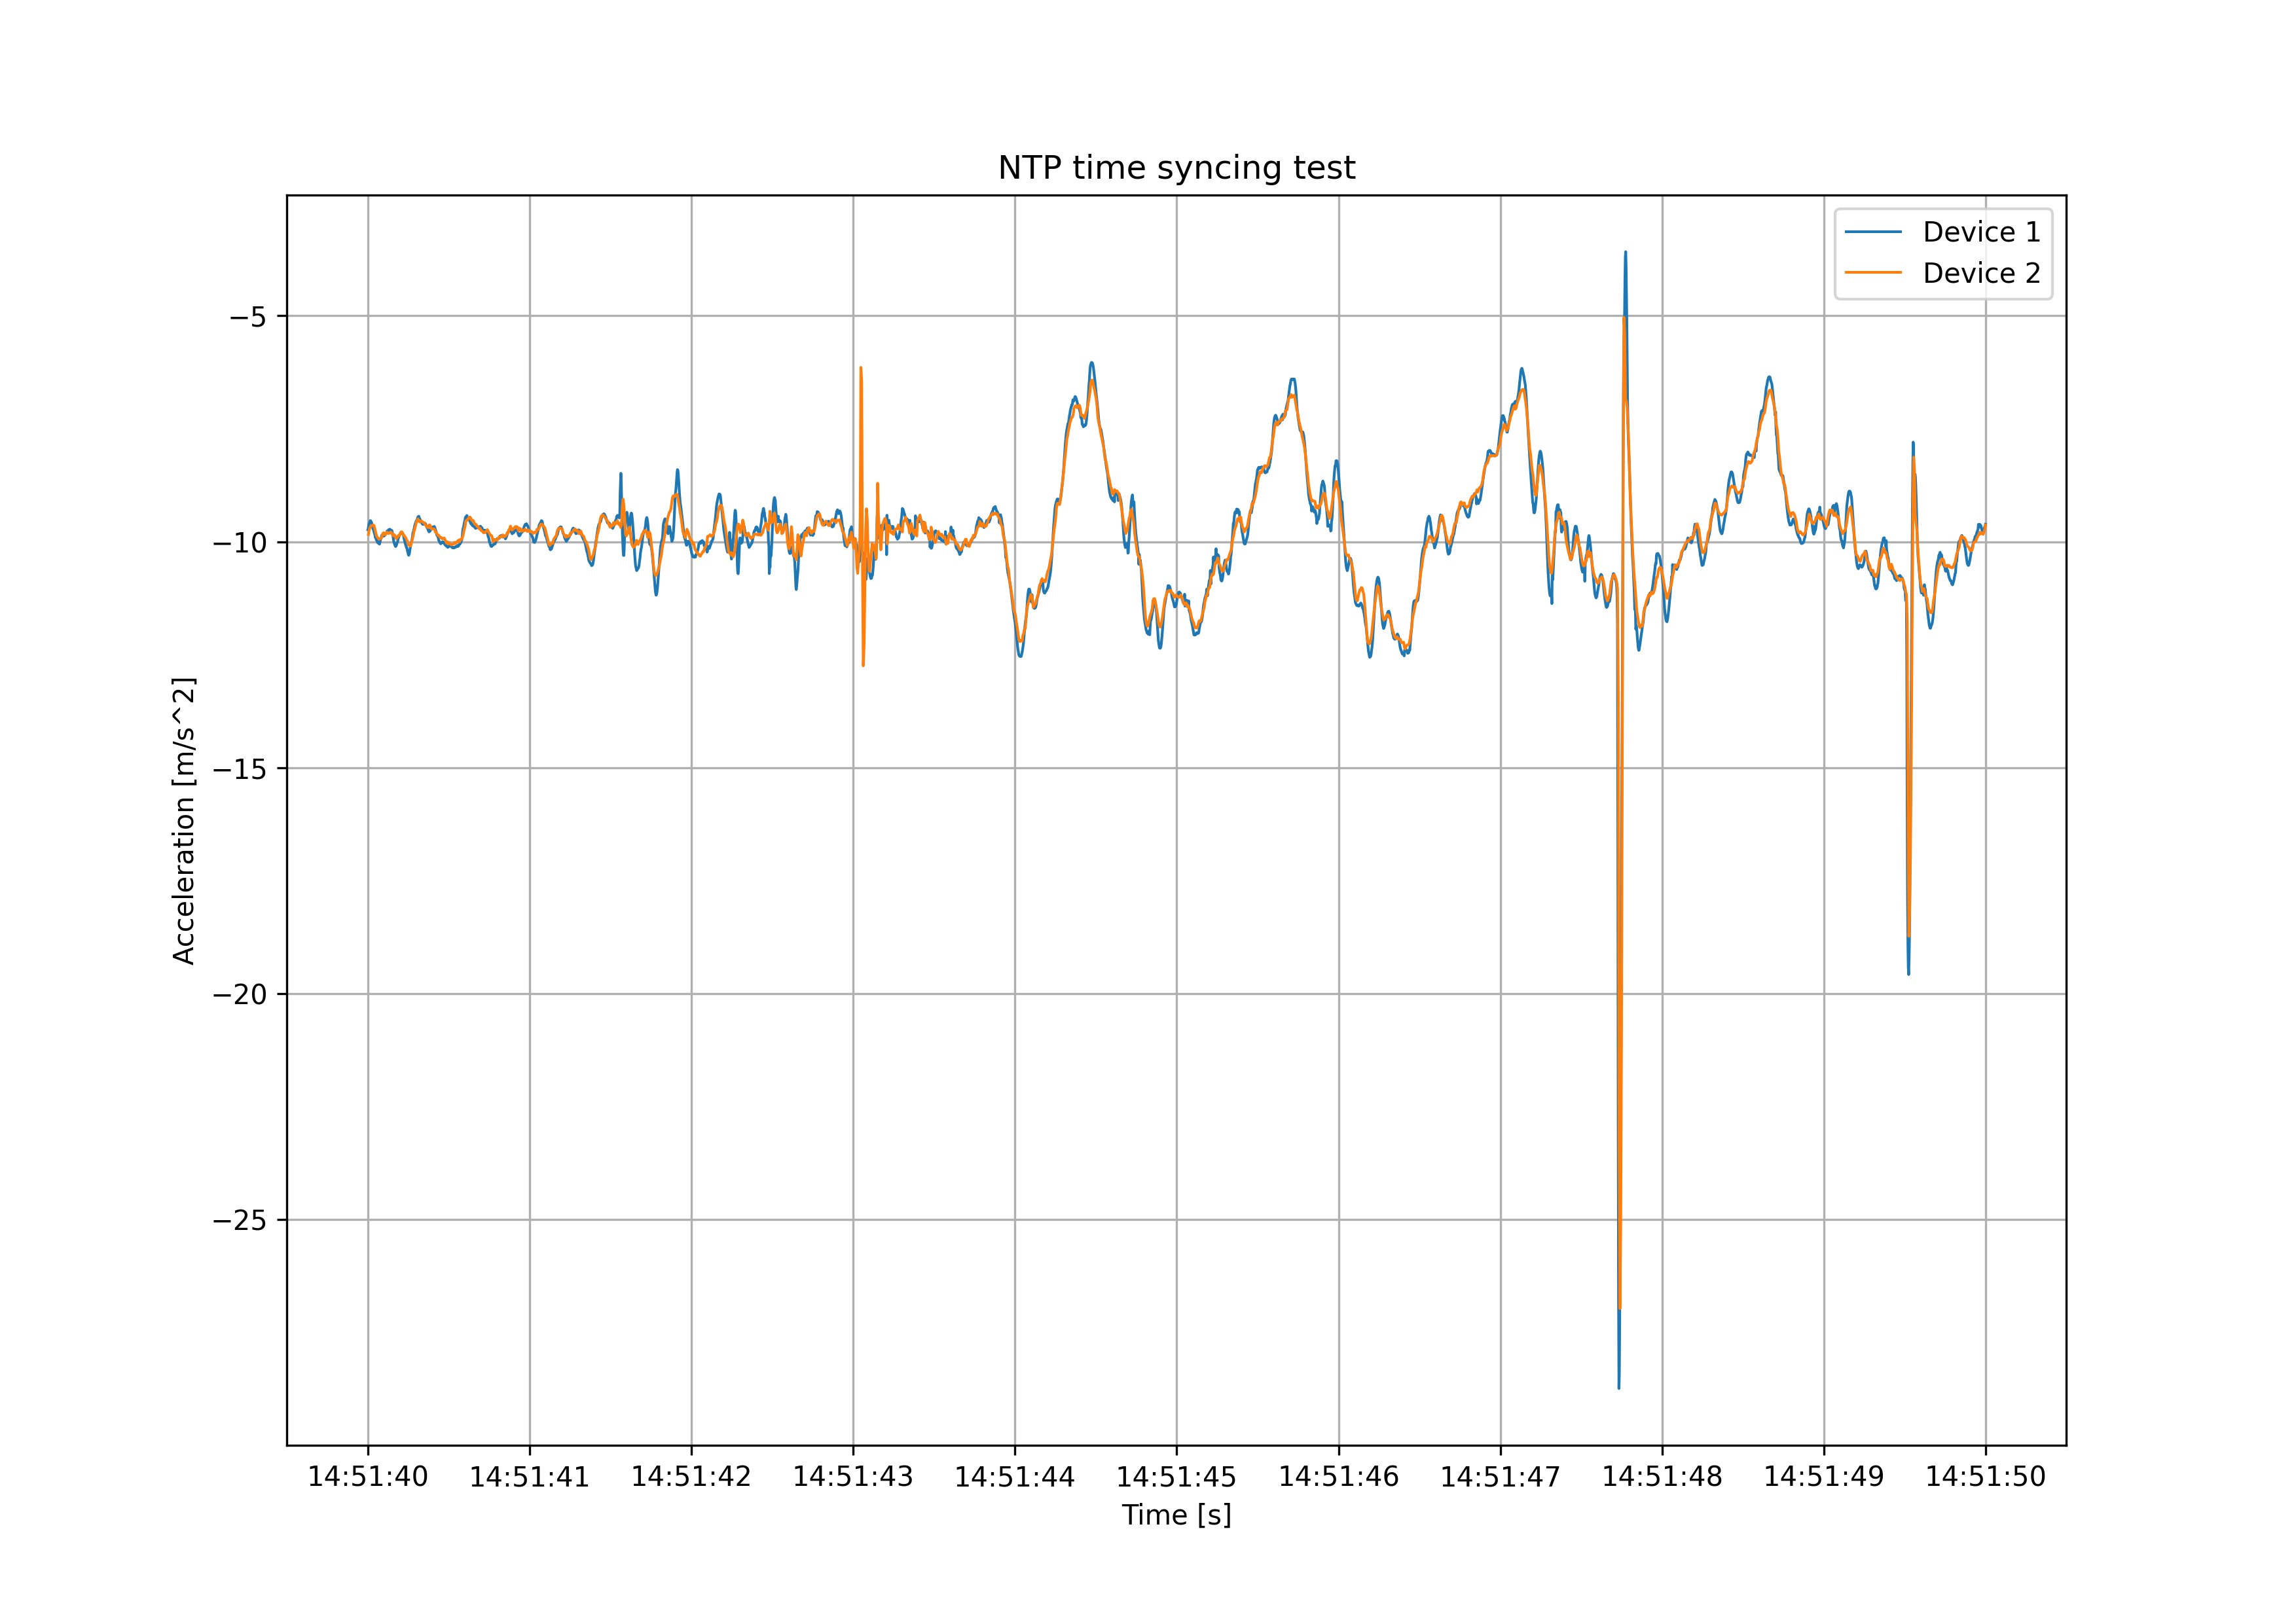 NTP time syncing test
Device 1
Device 2
−5
−10
−15
−20
−25
Acceleration [m/s^2]
14:51:40 14:51:41 14:51:42 14:51:43 14:51:44 14:51:45 14:51:46 14:51:47 14:51:48 14:51:49 14:51:50
Time [s]